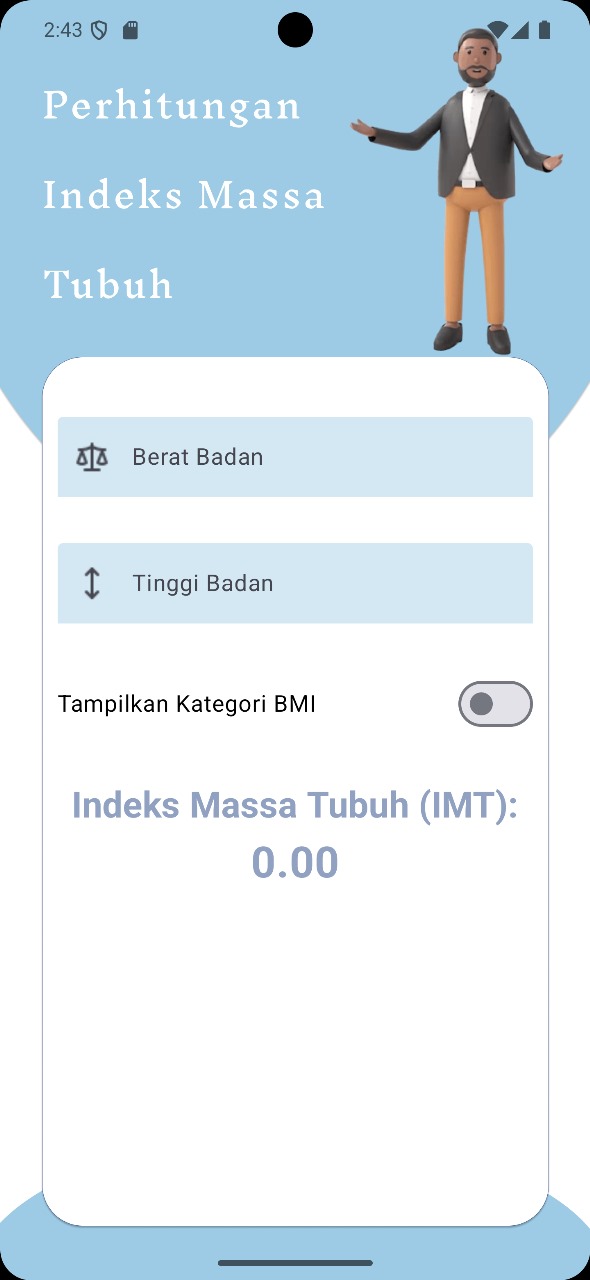 2:43
Perhitungan
Indeks Massa
Tubuh
Berat Badan
Tinggi Badan
Tampilkan Kategori BMI
Indeks Massa Tubuh (IMT):
0.00